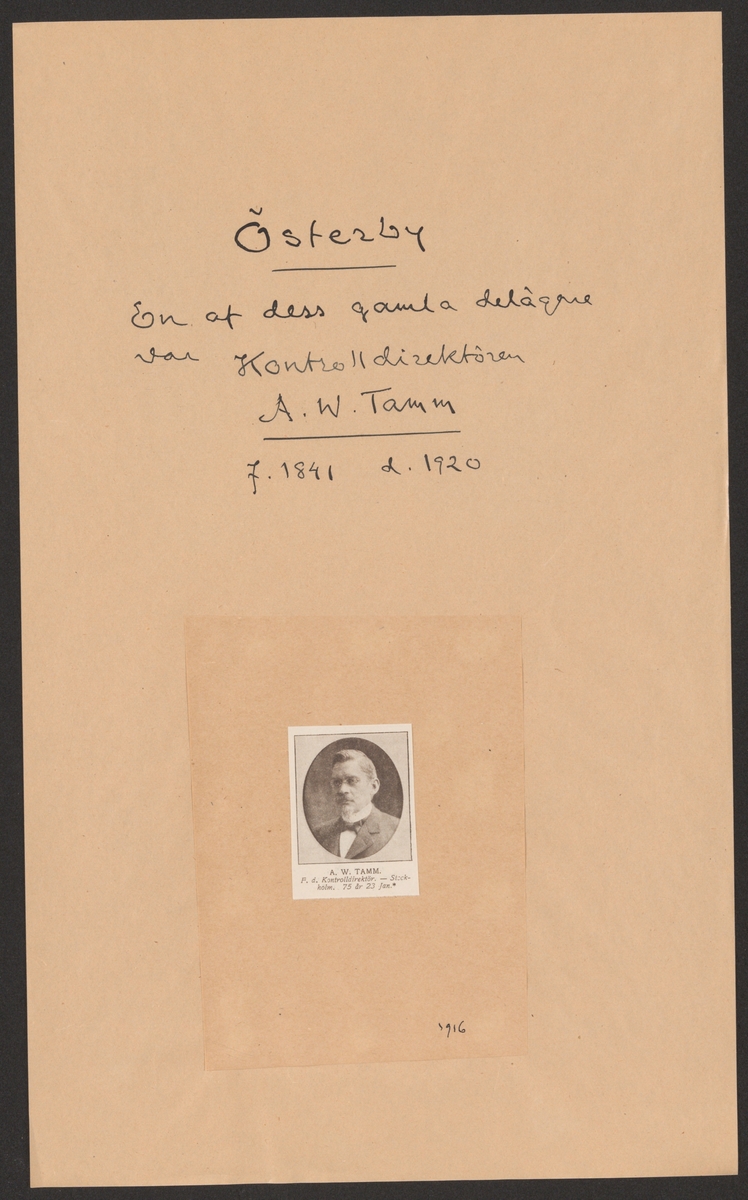 Österby
En af dess gamla delägare
var Kontrolldirektören
A. W. Tamm
f. 1841 d. 1920
A. W. TAMM.
F. d. Kontrolldirektör. — Stock-
holm. 75 år 23 Jan.*
1916